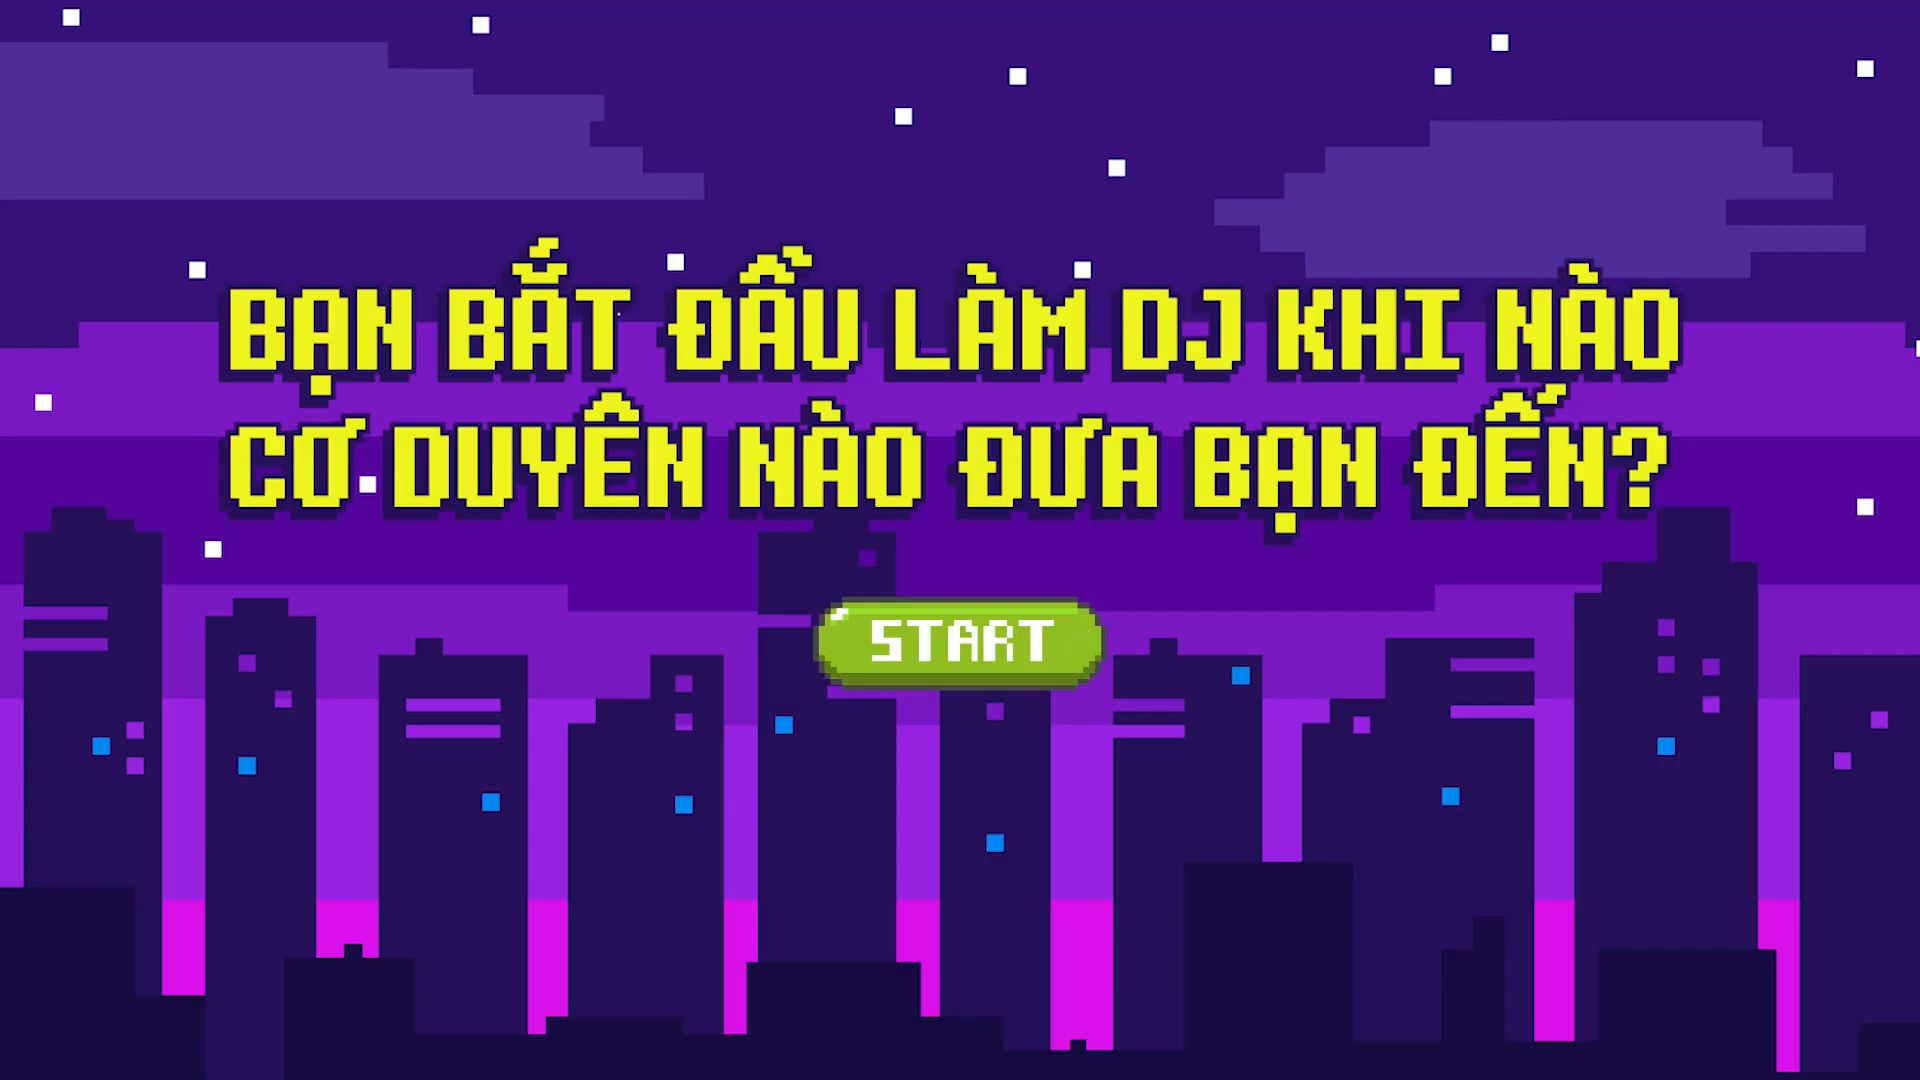 BẠN BẮT ĐẦU LÀM DJ KHI NÀO
CƠ DUYÊN NÀO ĐƯA BẠN ĐẾN?
START